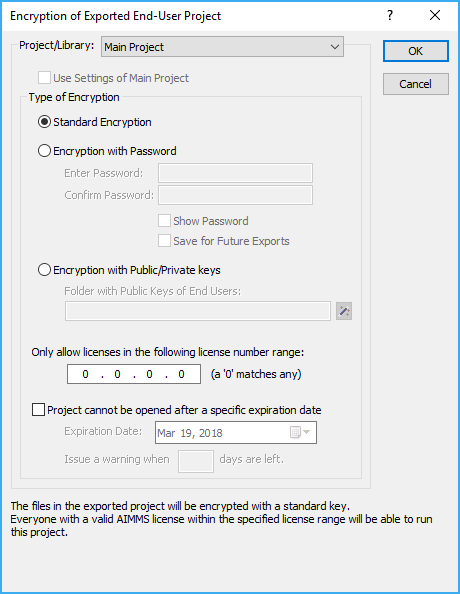 Encryption of Exported End-User Project
Project/Library: Main Project
OK
Use Settings of Main Project
Cancel
Type of Encryption
Standard Encryption
Encryption with Password
Enter Password:
Confirm Password:
Show Password
Save for Future Exports
Encryption with Public/Private keys
Folder with Public Keys of End Users:
Only allow licenses in the following license number range:
0 . 0 . 0 . 0 (a '0' matches any)
Project cannot be opened after a specific expiration date
Expiration Date: Mar 19, 2018
Issue a warning when days are left.
The files in the exported project will be encrypted with a standard key.
Everyone with a valid AIMMS license within the specified license range will be able to run
this project.